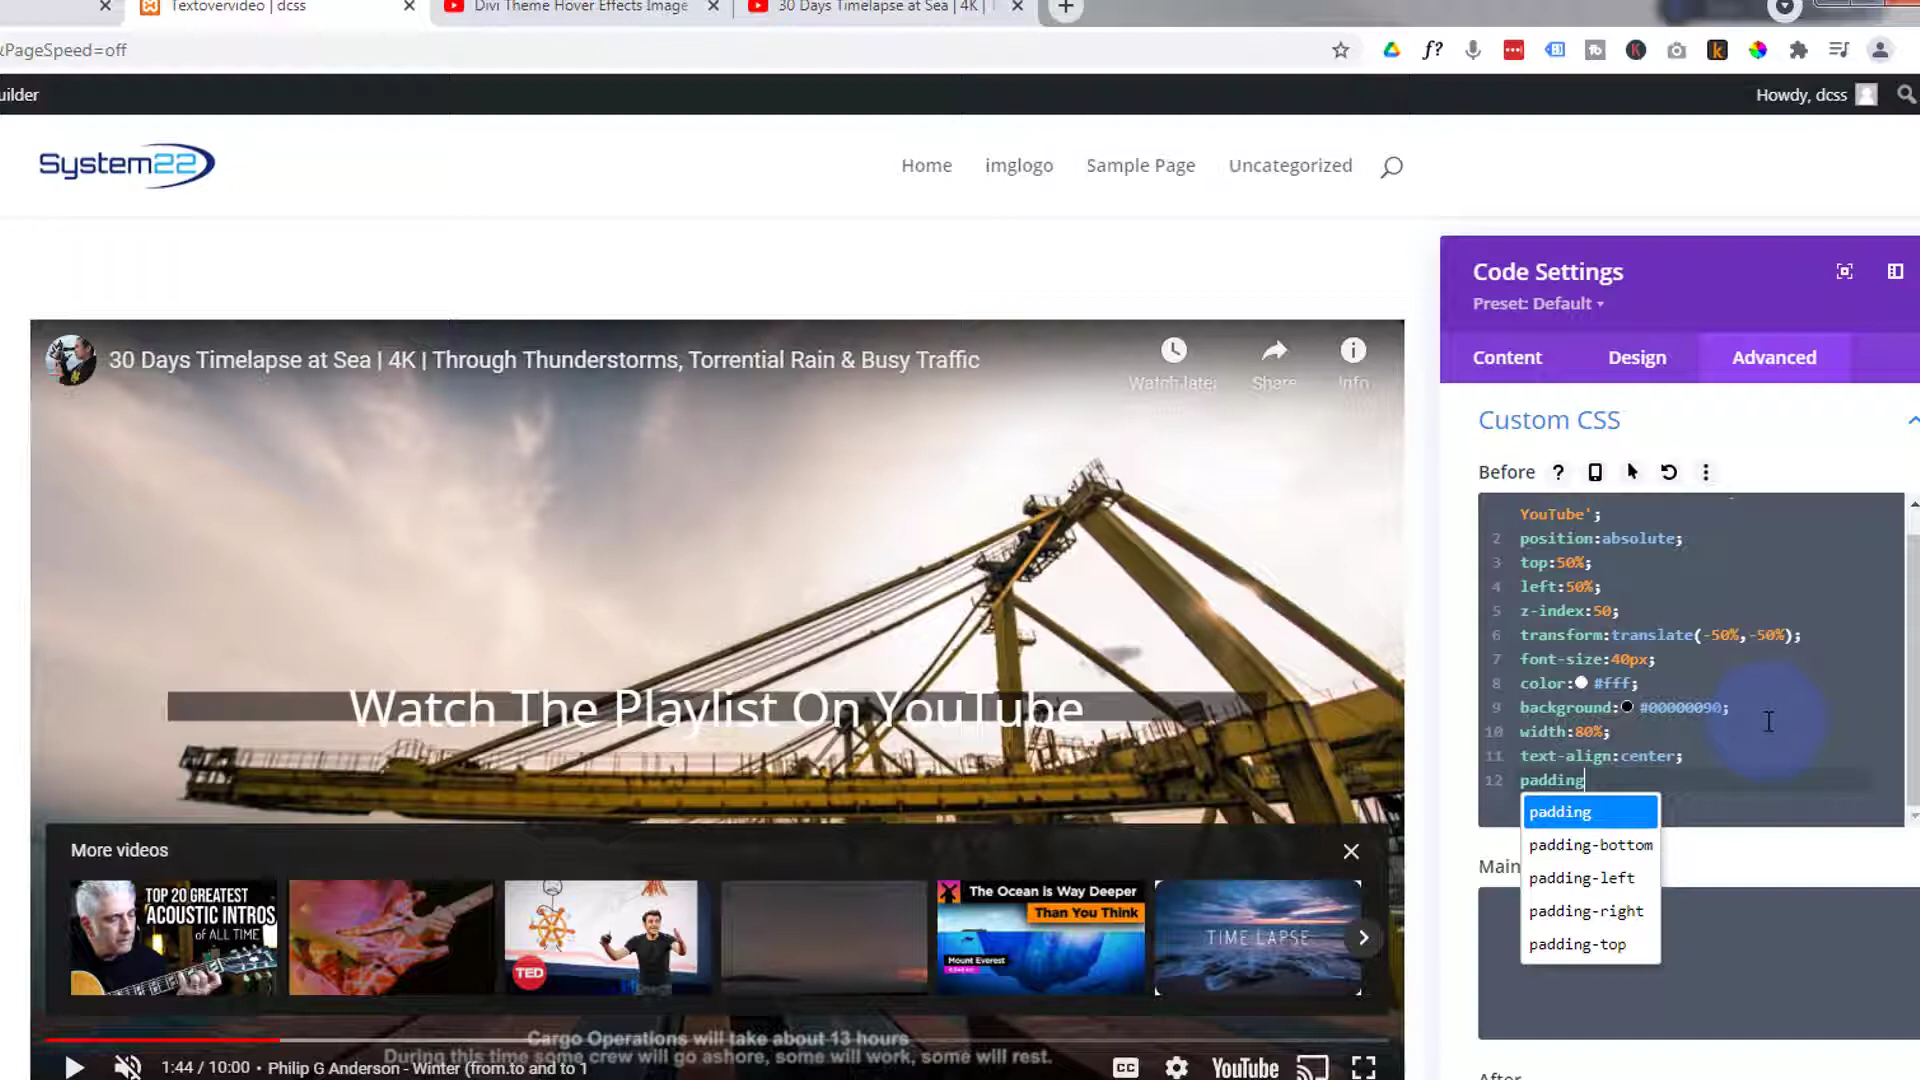 Textovervideo | dcss
Divi Theme Hover Effects Image
30 Days Timelapse at Sea | 4K |
&PageSpeed=off
f?
uilder
Howdy, dcss
System22
Home
imglogo
Sample Page
Uncategorized
Code Settings
Preset: Default
Content
Design
Advanced
30 Days Timelapse at Sea | 4K | Through Thunderstorms, Torrential Rain & Busy Traffic
Watch later
Share
Info
Custom CSS
Before ?
YouTube';
2 position:absolute;
3 top:50%;
4 left:50%;
5 z-index:50;
6 transform:translate(-50%,-50%);
7 font-size:40px;
8 color: #fff;
9 background: #00000090;
10 width:80%;
11 text-align:center;
12 padding
padding
padding-bottom
padding-left
padding-right
padding-top
Main
After
Watch The Playlist On YouTube
More videos
TOP 20 GREATEST
ACOUSTIC INTROS
of ALL TIME
TED
The Ocean is Way Deeper
Than You Think
Mount Everest
TIME LAPSE
Cargo Operations will take about 13 hours
During this time some crew will go ashore, some will work, some will rest.
1:44 / 10:00 • Philip G Anderson - Winter (from.to and to 1
CC
YouTube